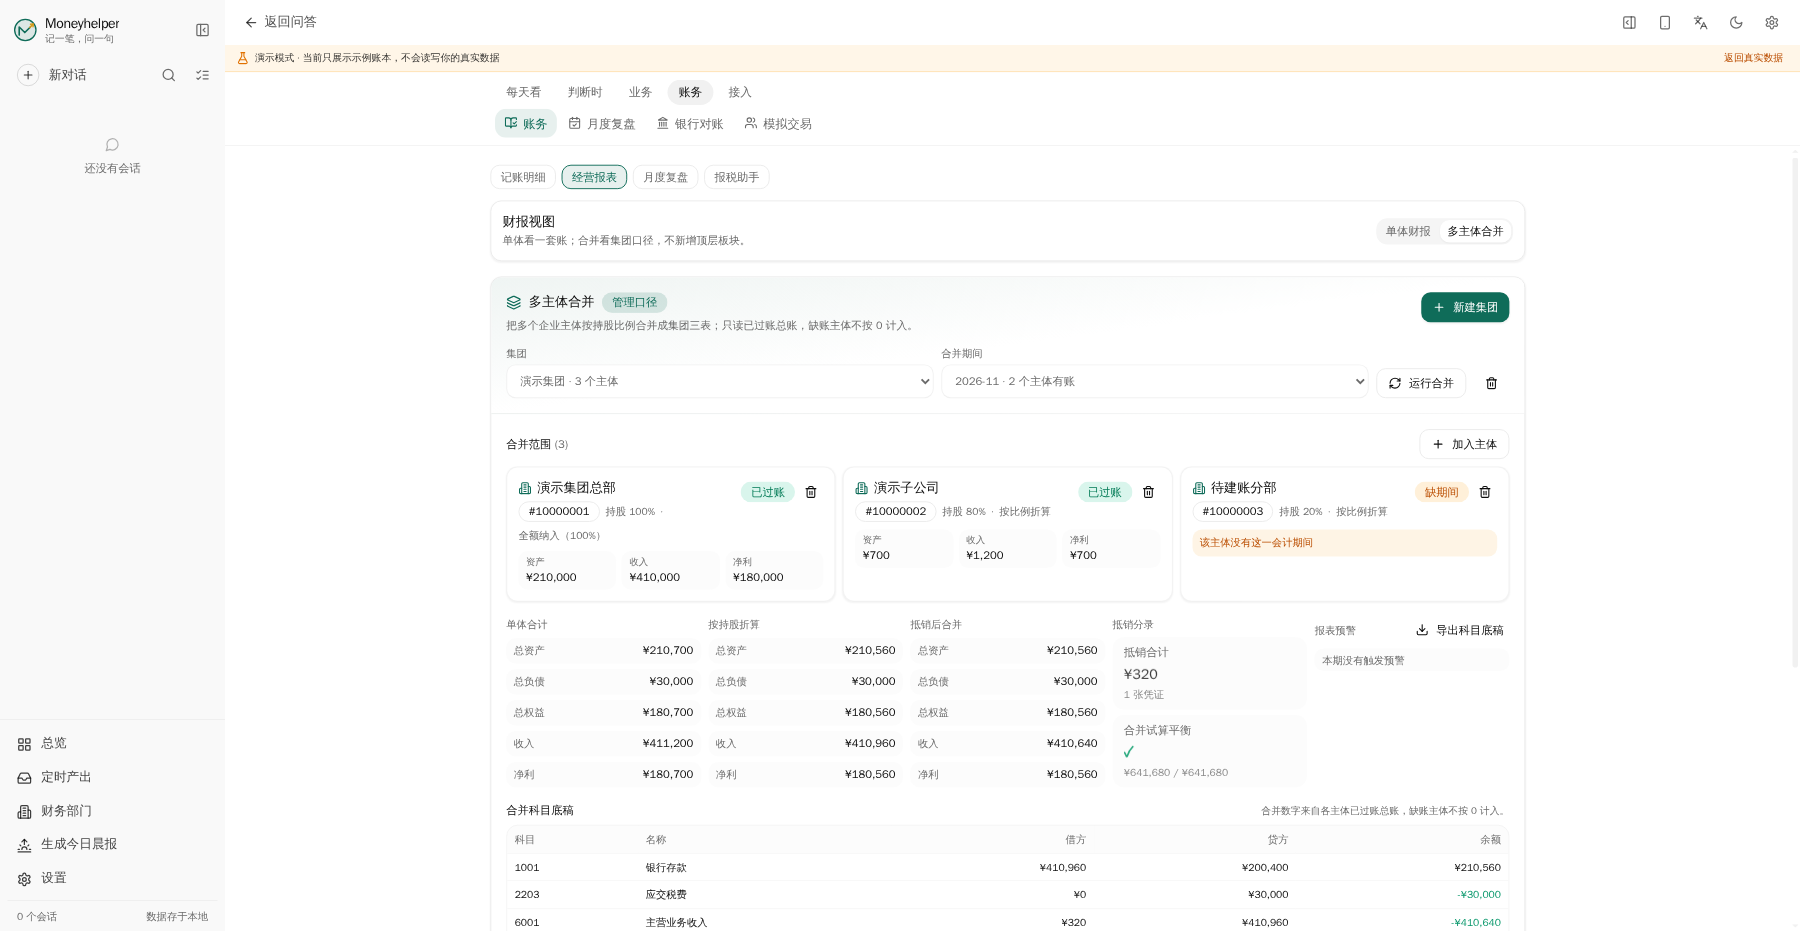 Moneyhelper
记一笔，问一句
返回问答
新对话
演示模式 · 当前只展示示例账本，不会读写你的真实数据
返回真实数据
每天看 判断时 业务 账务 接入
账务 月度复盘 银行对账 模拟交易
还没有会话
记账明细 经营报表 月度复盘 报税助手
财报视图
单体看一套账；合并看集团口径，不新增顶层板块。
单体财报 多主体合并
多主体合并 管理口径
把多个企业主体按持股比例合并成集团三表；只读已过账总账，缺账主体不按 0 计入。
新建集团
集团 合并期间
演示集团 · 3 个主体 2026-11 · 2 个主体有账 运行合并
合并范围 (3) 加入主体
演示集团总部 已过账
#10000001 持股 100% ·
全额纳入（100%）
资产 收入 净利
¥210,000 ¥410,000 ¥180,000
演示子公司 已过账
#10000002 持股 80% · 按比例折算
资产 收入 净利
¥700 ¥1,200 ¥700
待建账分部 缺期间
#10000003 持股 20% · 按比例折算
该主体没有这一会计期间
单体合计
总资产 ¥210,700
总负债 ¥30,000
总权益 ¥180,700
收入 ¥411,200
净利 ¥180,700
按持股折算
总资产 ¥210,560
总负债 ¥30,000
总权益 ¥180,560
收入 ¥410,960
净利 ¥180,560
抵销后合并
总资产 ¥210,560
总负债 ¥30,000
总权益 ¥180,560
收入 ¥410,640
净利 ¥180,560
抵销分录
抵销合计
¥320
1 张凭证
合并试算平衡
✓
¥641,680 / ¥641,680
报表预警 导出科目底稿
本期没有触发预警
合并科目底稿 合并数字来自各主体已过账总账，缺账主体不按 0 计入。
科目 名称 借方 贷方 余额
1001 银行存款 ¥410,960 ¥200,400 ¥210,560
2203 应交税费 ¥0 ¥30,000 -¥30,000
6001 主营业务收入 ¥320 ¥410,960 -¥410,640
总览
定时产出
财务部门
生成今日晨报
设置
0 个会话 数据存于本地